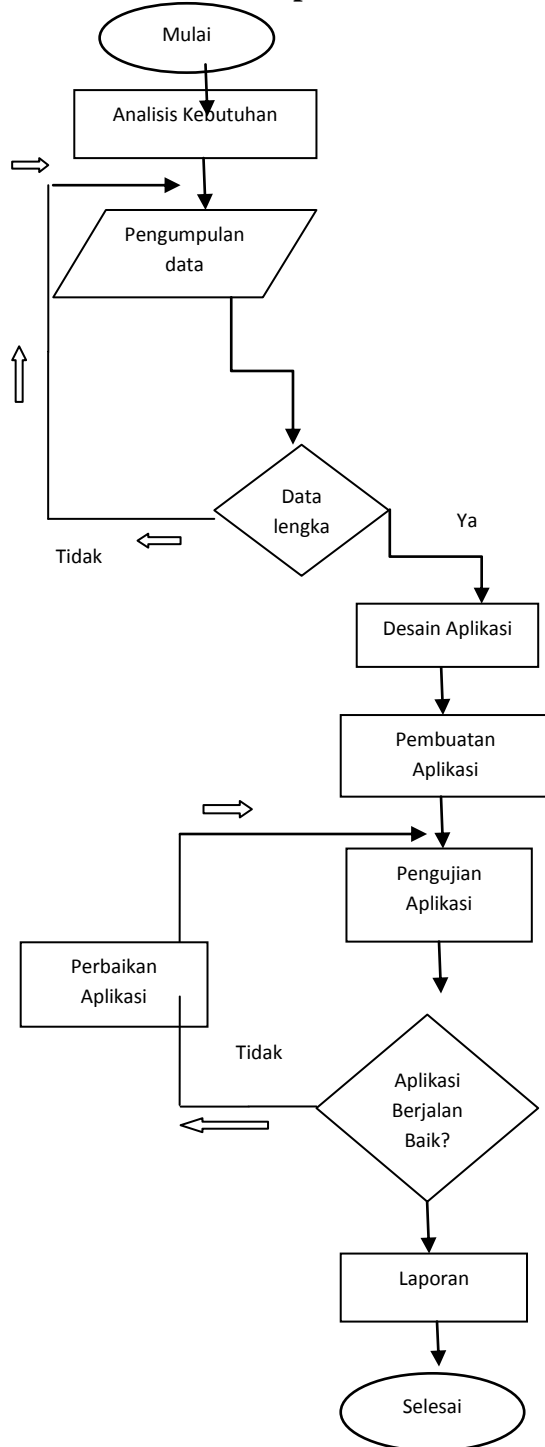 Mulai
Analisis Kebutuhan
Pengumpulan
data
Data
lengka
Ya
Tidak
Desain Aplikasi
Pembuatan
Aplikasi
Pengujian
Aplikasi
Perbaikan
Aplikasi
Tidak
Aplikasi
Berjalan
Baik?
Laporan
Selesai